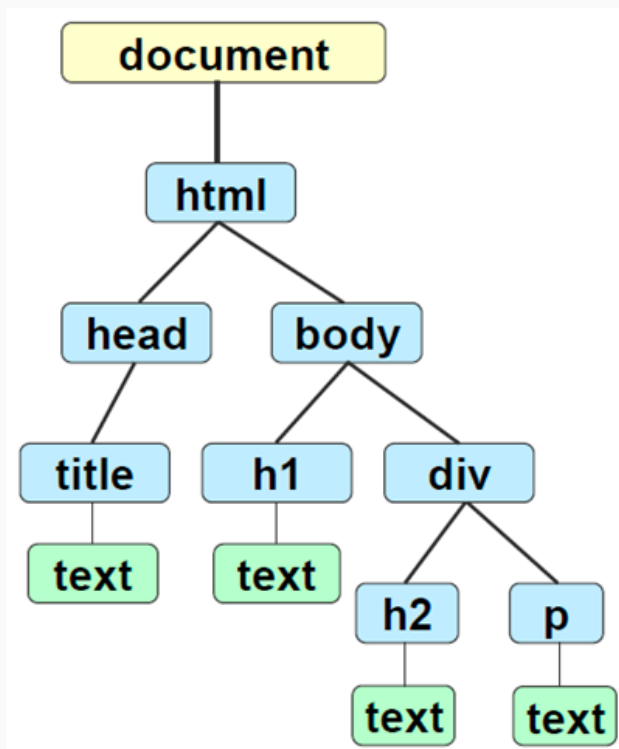 document
html
head
body
title
h1
div
text
text
h2
p
text
text